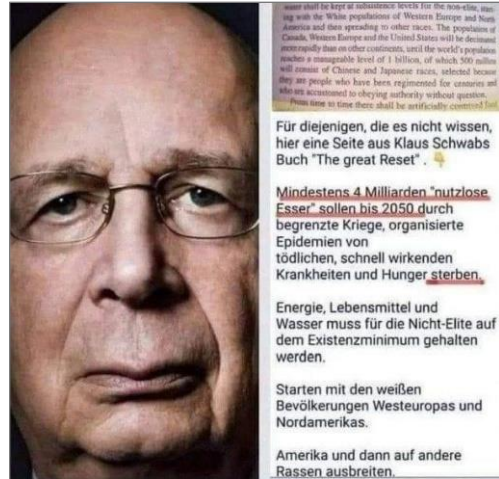 water shall be kept at subsistence levels for the non-elite, start-
ing with the White populations of Western Europe and North
America and then spreading to other races. The population of
Canada, Western Europe and the United States will be decimated
more rapidly than on other continents, until the world's population
reaches a manageable level of 1 billion, of which 500 million
will consist of Chinese and Japanese races, selected because
they are people who have been regimented for centuries and
who are accustomed to obeying authority without question.
From time to time there shall be artificially contrived food
Für diejenigen, die es nicht wissen,
hier eine Seite aus Klaus Schwabs
Buch "The great Reset" . 👇
Mindestens 4 Milliarden "nutzlose
Esser" sollen bis 2050 durch
begrenzte Kriege, organisierte
Epidemien von
tödlichen, schnell wirkenden
Krankheiten und Hunger sterben.
Energie, Lebensmittel und
Wasser muss für die Nicht-Elite auf
dem Existenzminimum gehalten
werden.
Starten mit den weißen
Bevölkerungen Westeuropas und
Nordamerikas.
Amerika und dann auf andere
Rassen ausbreiten.